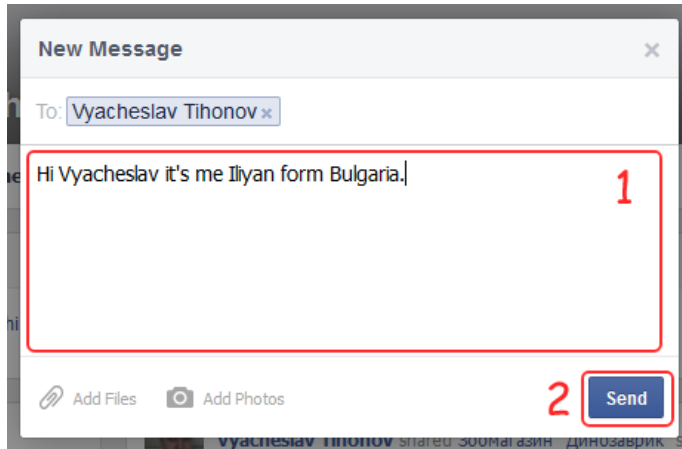 New Message ×
To: Vyacheslav Tihonov ×
Hi Vyacheslav it's me Iliyan form Bulgaria.
1
Add Files Add Photos 2 Send
Vyacheslav Tihonov shared Зоомагазин "Динозаврик"